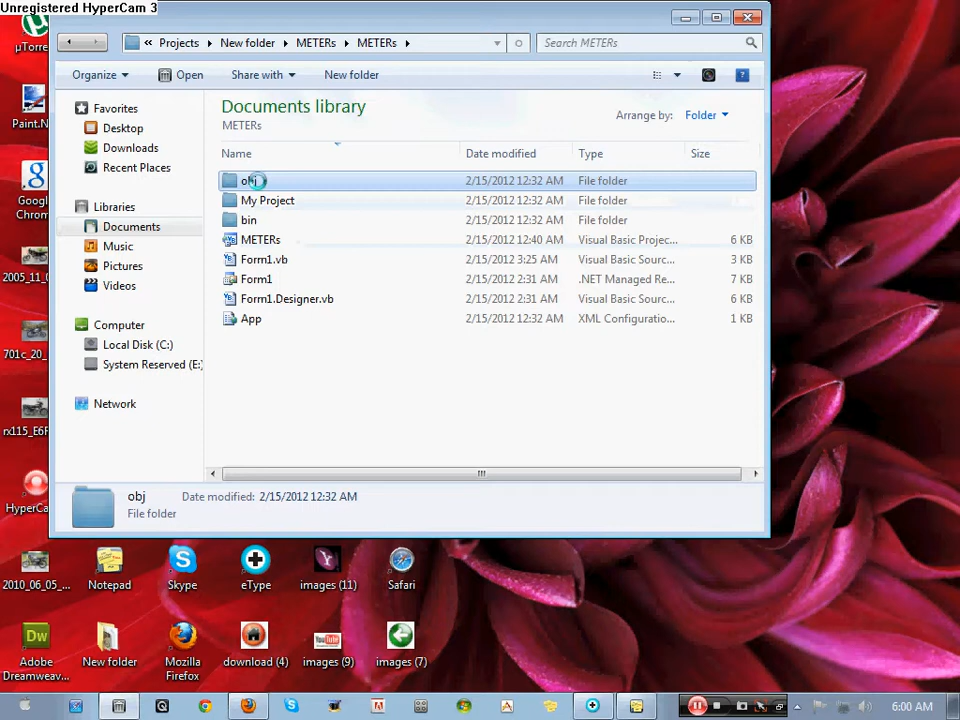 Unregistered HyperCam 3
µTorre
Projects New folder METERs METERs
Search METERs
Organize Open Share with New folder
Paint.N
Favorites
Desktop
Downloads
Recent Places
Libraries
Documents
Music
Pictures
Videos
Computer
Local Disk (C:)
System Reserved (E:)
Network
Documents library
METERs
Arrange by: Folder
Name Date modified Type Size
obj 2/15/2012 12:32 AM File folder
My Project 2/15/2012 12:32 AM File folder
bin 2/15/2012 12:32 AM File folder
METERs 2/15/2012 12:40 AM Visual Basic Projec... 6 KB
Form1.vb 2/15/2012 3:25 AM Visual Basic Sourc... 3 KB
Form1 2/15/2012 2:31 AM .NET Managed Re... 7 KB
Form1.Designer.vb 2/15/2012 2:31 AM Visual Basic Sourc... 6 KB
App 2/15/2012 12:32 AM XML Configuratio... 1 KB
obj Date modified: 2/15/2012 12:32 AM
File folder
Goog
Chrom
2005_11_0
701c_20_
rx115_E6F
HyperCa
2010_06_05_...
Notepad
Skype
eType
images (11)
Safari
Dw
Adobe
Dreamweav...
New folder
Mozilla
Firefox
download (4)
images (9)
images (7)
6:00 AM